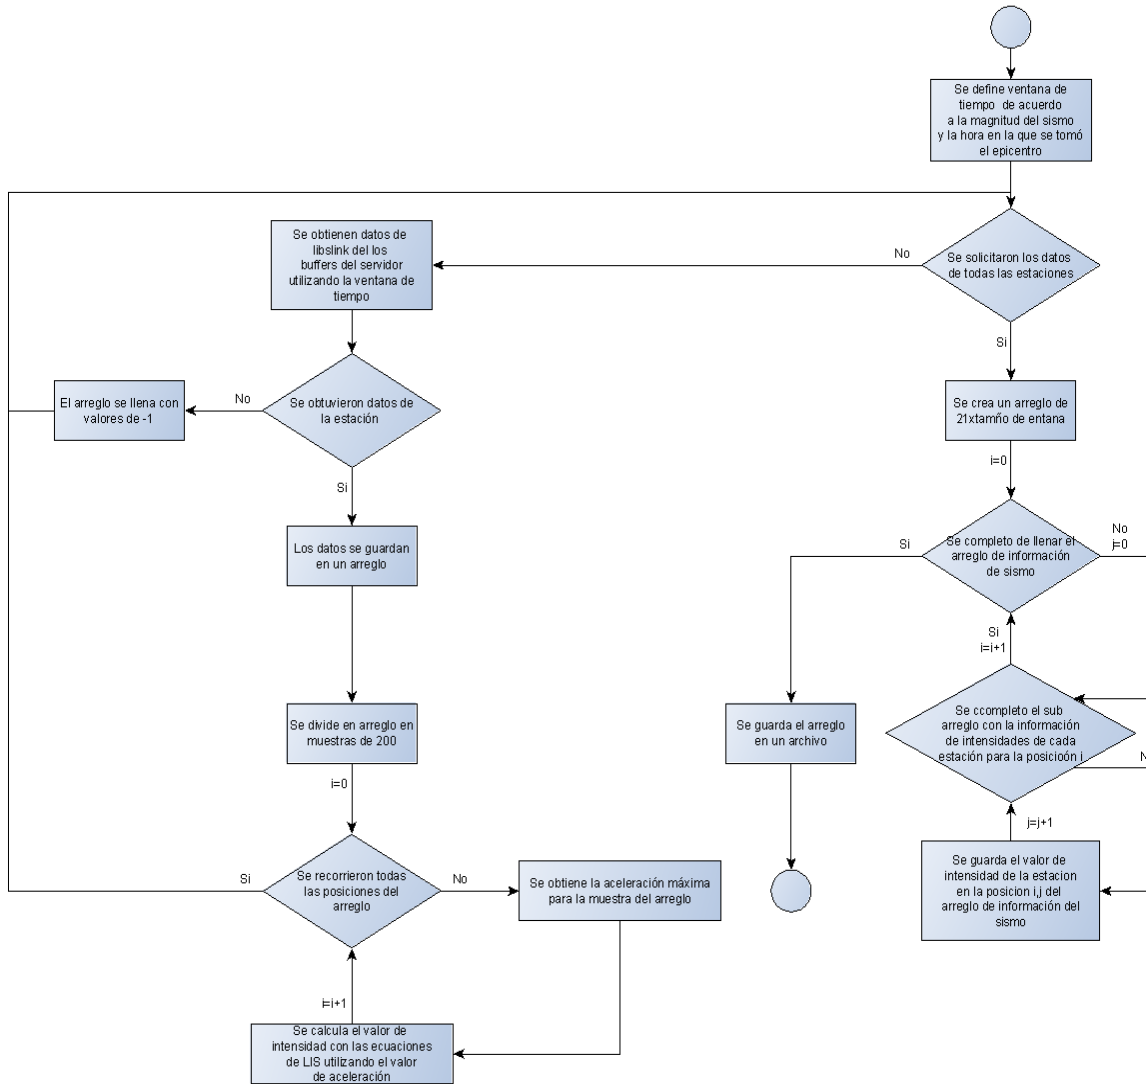 Se define ventana de
tiempo de acuerdo
a la magnitud del sismo
y la hora en la que se tomó
el epicentro
Se solicitaron los datos
de todas las estaciones
No
Si
Se obtienen datos de
libslink del los
buffers del servidor
utilizando la ventana de
tiempo
Se obtuvieron datos de
la estación
No
El arreglo se llena con
valores de -1
Si
Los datos se guardan
en un arreglo
Se divide en arreglo en
muestras de 200
i=0
Se recorrieron todas
las posiciones del
arreglo
Si
No
Se obtiene la aceleración máxima
para la muestra del arreglo
i=i+1
Se calcula el valor de
intensidad con las ecuaciones
de LIS utilizando el valor
de aceleración
Se crea un arreglo de
21xtamño de entana
i=0
Se completo de llenar el
arreglo de información
de sismo
Si
No
j=0
Se guarda el arreglo
en un archivo
Si
i=i+1
Se ccompleto el sub
arreglo con la información
de intensidades de cada
estación para la posicioón i
j=j+1
Se guarda el valor de
intensidad de la estacion
en la posicion i,j del
arreglo de información del
sismo